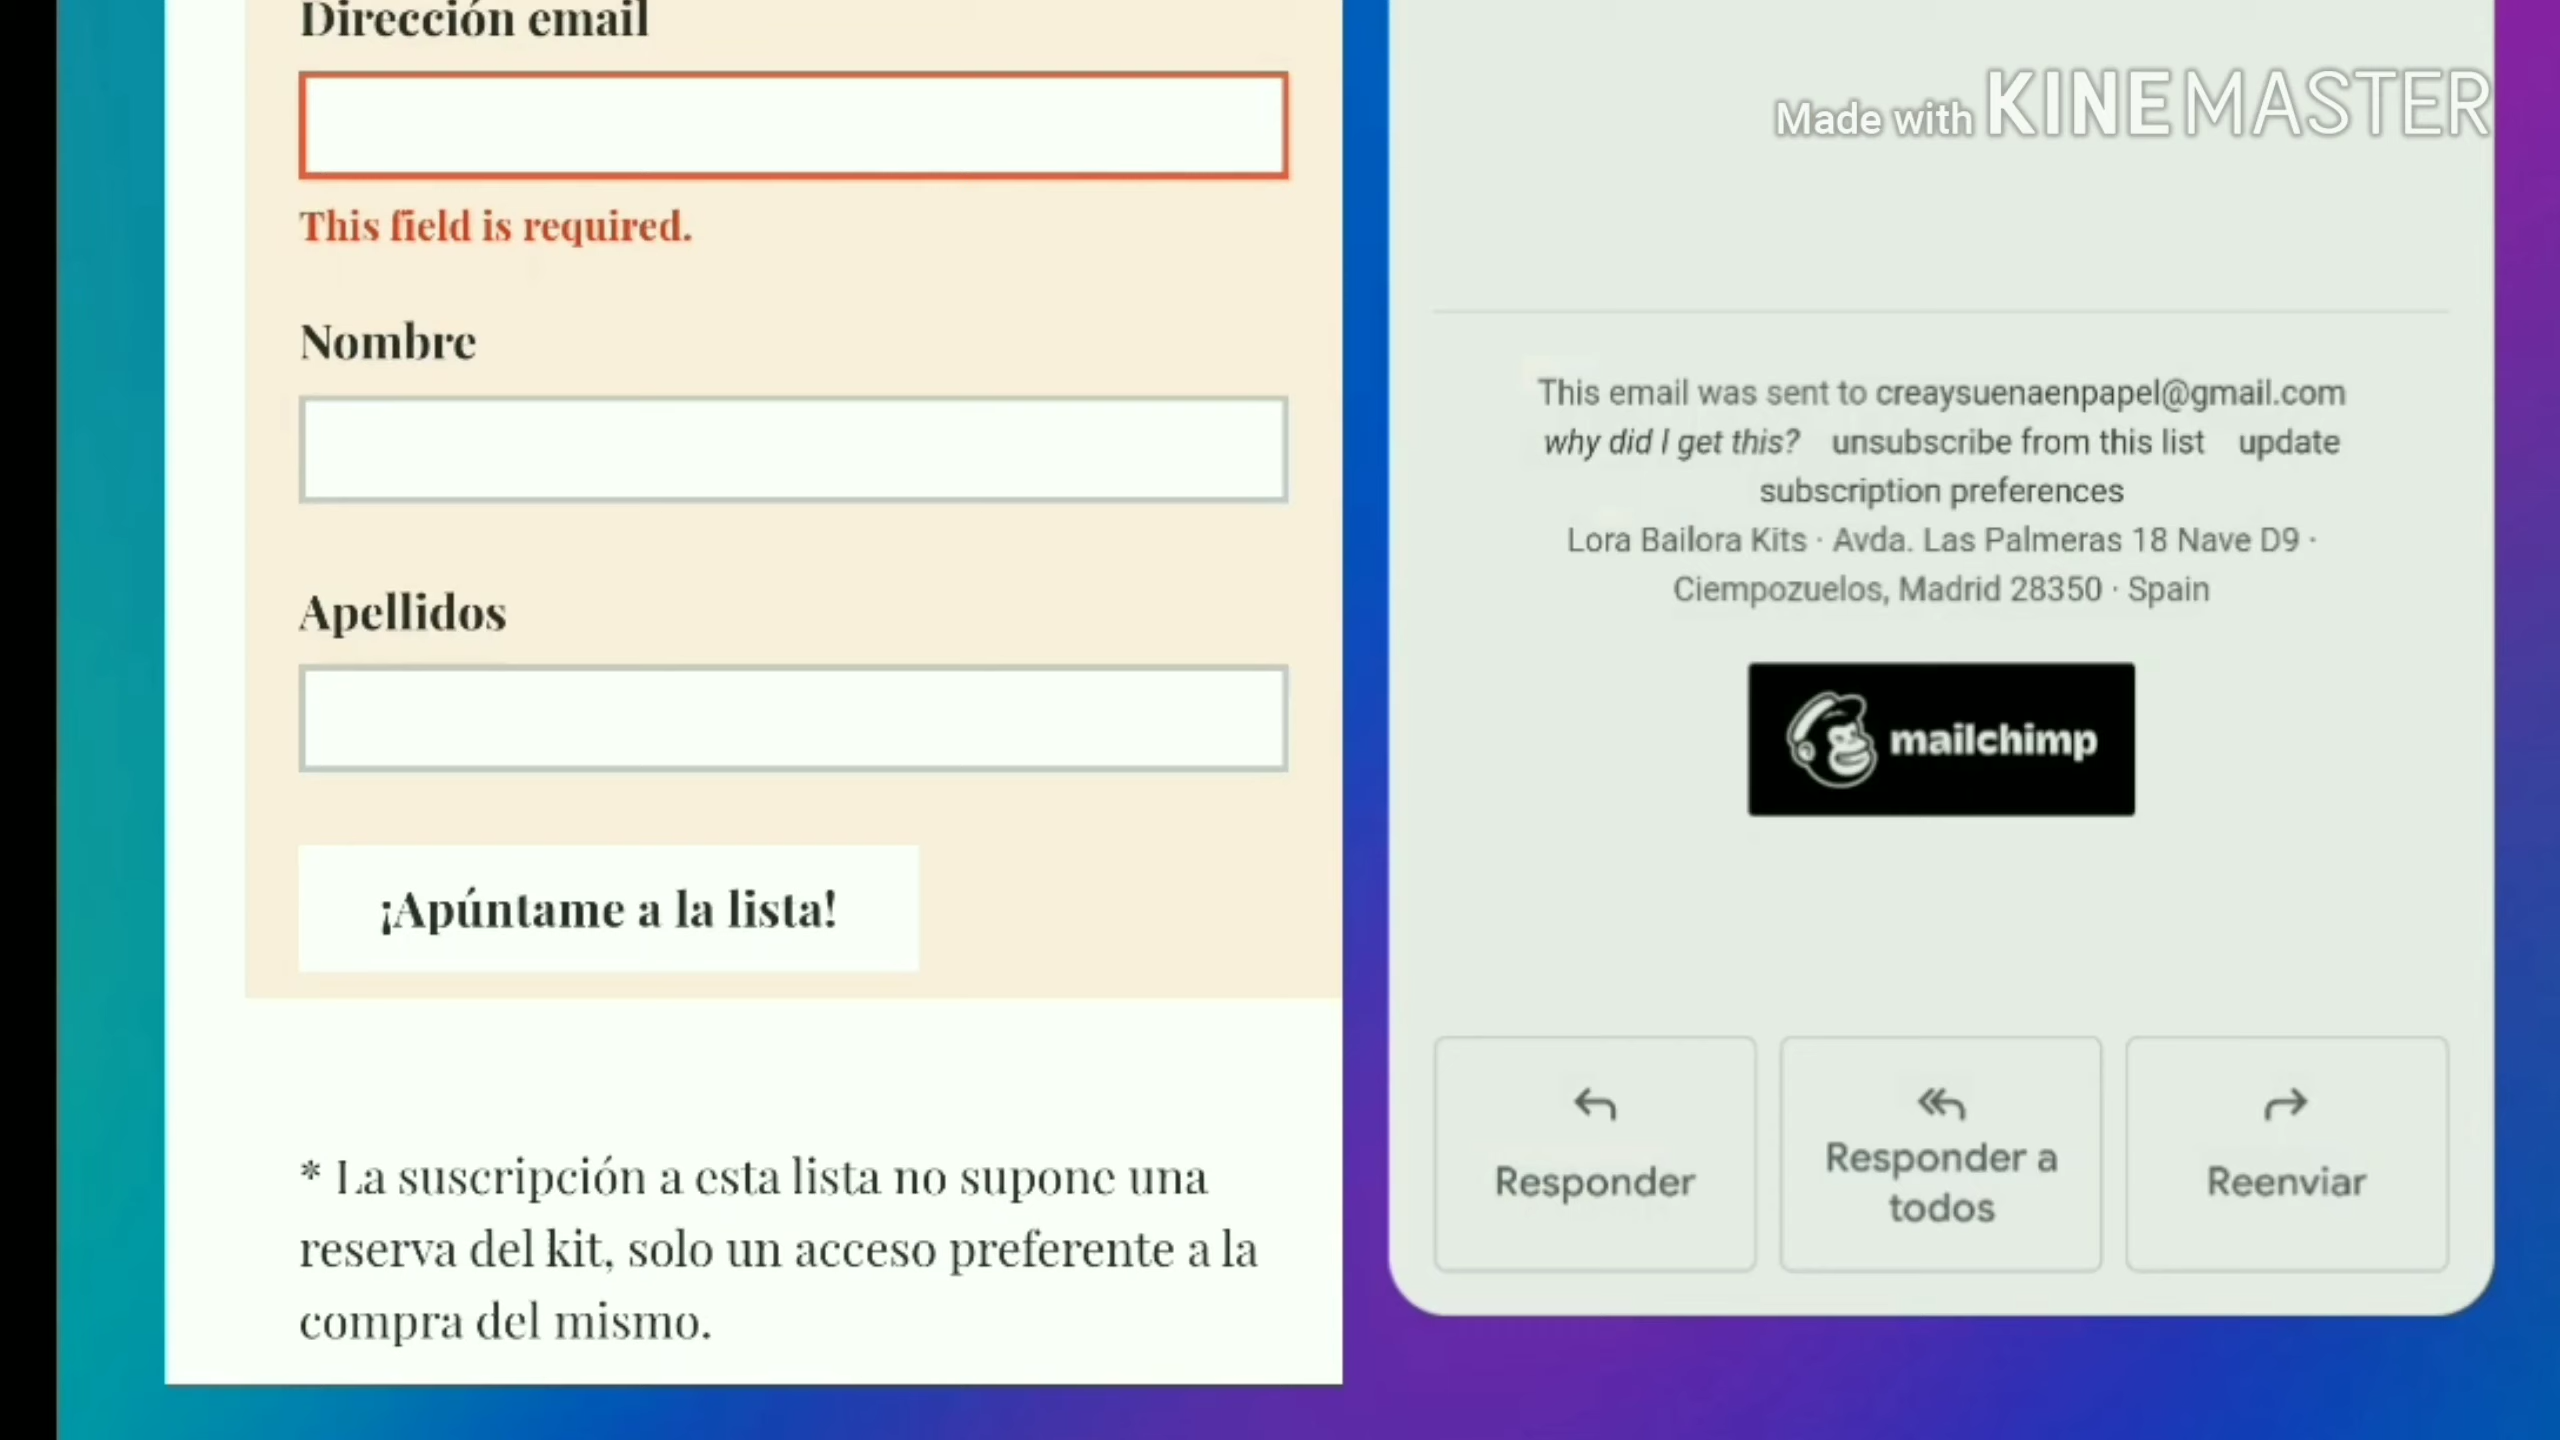 Dirección email
This field is required.
Nombre
Apellidos
¡Apúntame a la lista!
* La suscripción a esta lista no supone una
reserva del kit, solo un acceso preferente a la
compra del mismo.
Made with KINEMASTER
This email was sent to creaysuenaenpapel@gmail.com
why did I get this? unsubscribe from this list update
subscription preferences
Lora Bailora Kits · Avda. Las Palmeras 18 Nave D9 ·
Ciempozuelos, Madrid 28350 · Spain
mailchimp
Responder
Responder a
todos
Reenviar